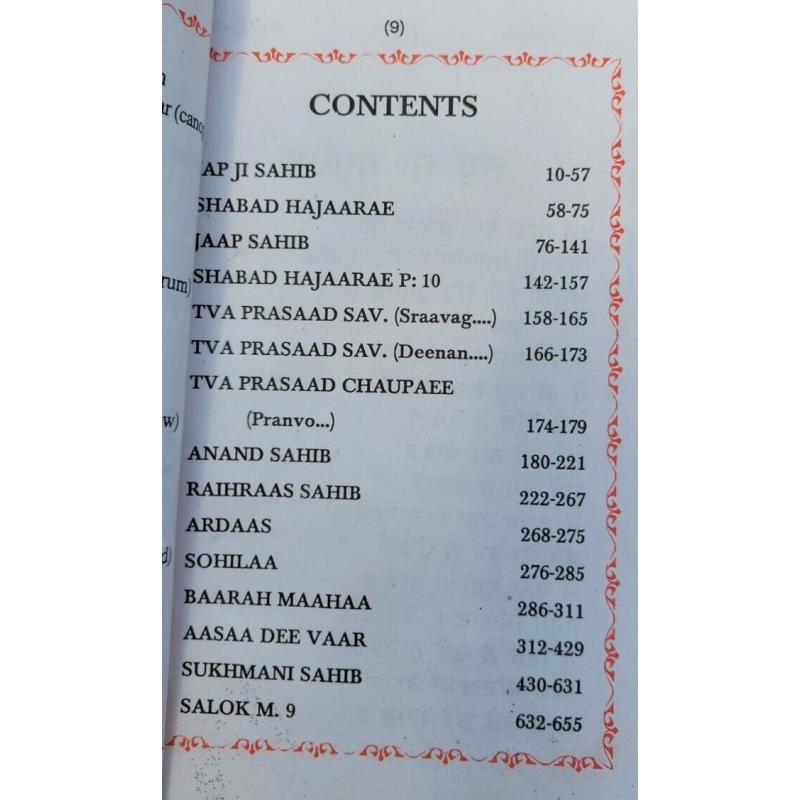 (9)
CONTENTS
AP JI SAHIB 10-57
SHABAD HAJAARAE 58-75
JAAP SAHIB 76-141
SHABAD HAJAARAE P: 10 142-157
TVA PRASAAD SAV. (Sraavag....) 158-165
TVA PRASAAD SAV. (Deenan....) 166-173
TVA PRASAAD CHAUPAEE
(Pranvo...) 174-179
ANAND SAHIB 180-221
RAIHRAAS SAHIB 222-267
ARDAAS 268-275
SOHILAA 276-285
BAARAH MAAHAA 286-311
AASAA DEE VAAR 312-429
SUKHMANI SAHIB 430-631
SALOK M. 9 632-655